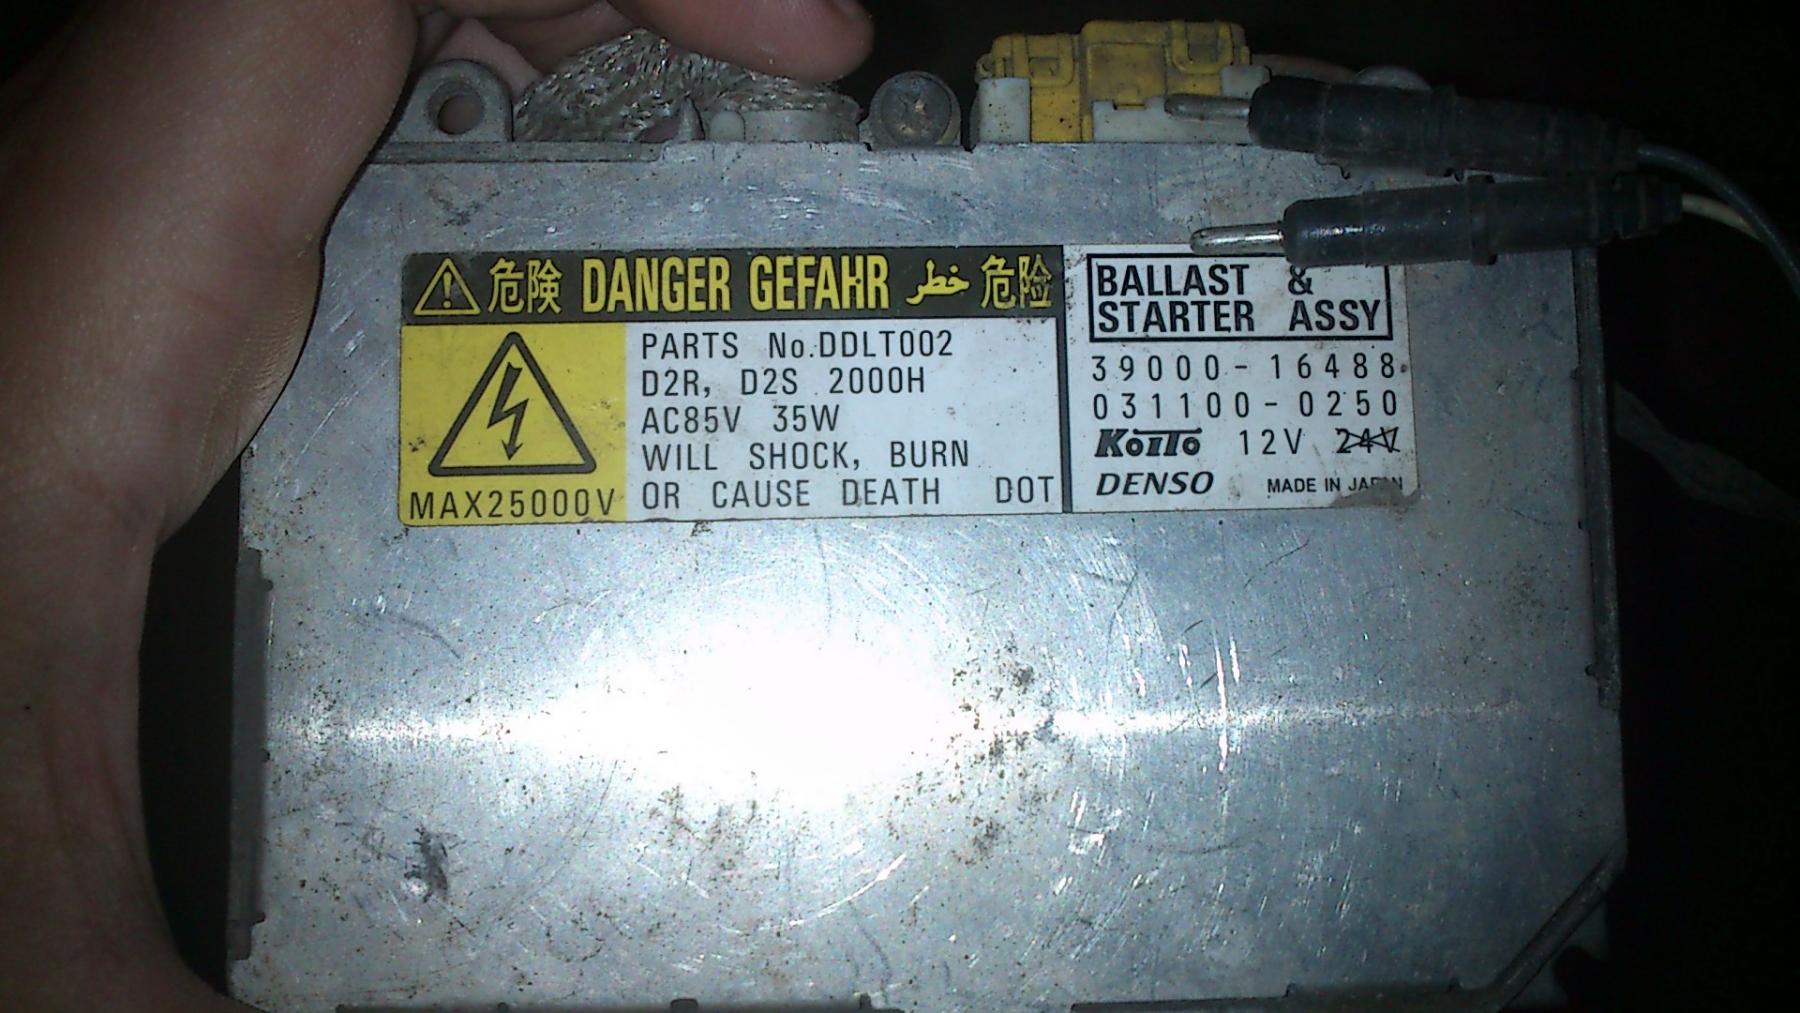 危険 DANGER GEFAHR خطر 危险
PARTS No.DDLT002
D2R, D2S 2000H
AC85V 35W
WILL SHOCK, BURN
OR CAUSE DEATH DOT
MAX25000V
BALLAST &
STARTER ASSY
39000-16488
031100-0250
KOITO 12V 24V
DENSO MADE IN JAPAN